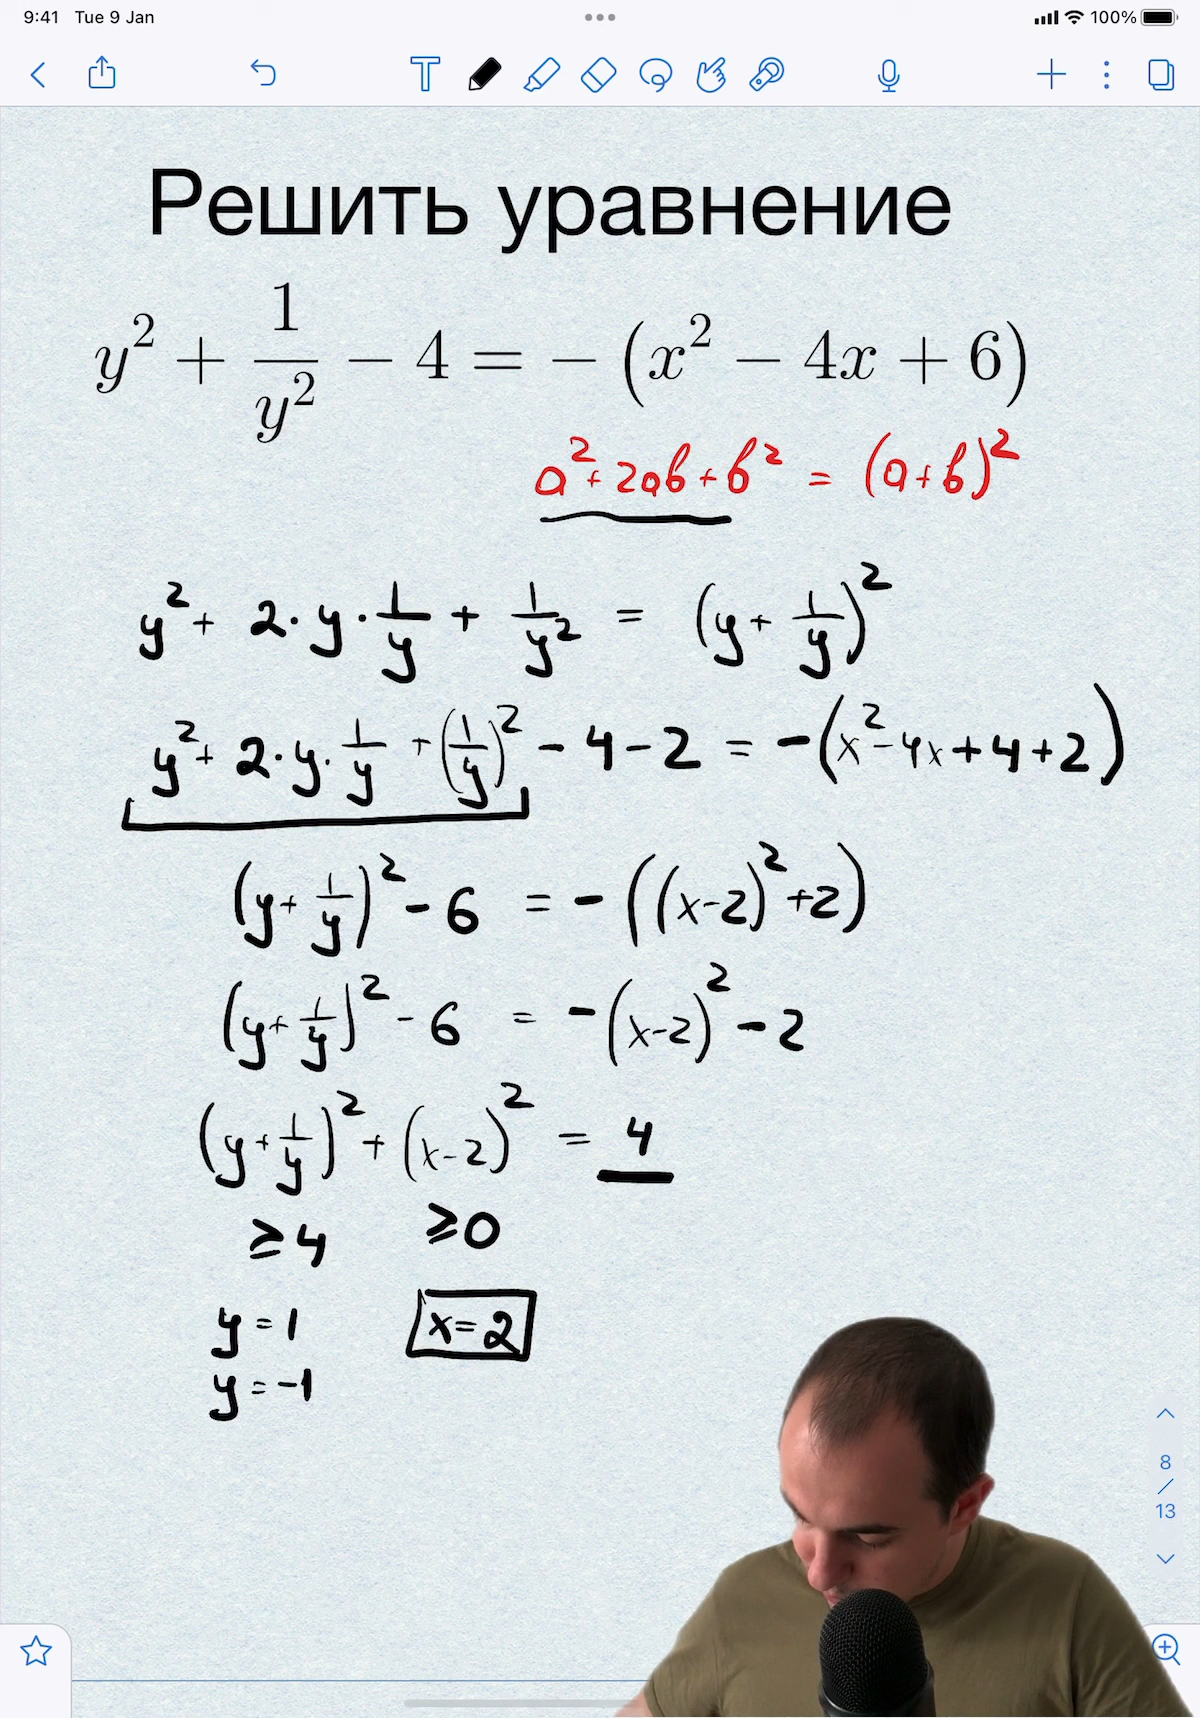 9:41 Tue 9 Jan 100%
Решить уравнение
y² + 1/y² − 4 = − (x² − 4x + 6)
a² + 2ab + b² = (a + b)²
y² + 2 · y · 1/y + 1/y² = (y + 1/y)²
y² + 2 · y · 1/y + (1/y)² − 4 − 2 = −(x² − 4x + 4 + 2)
(y + 1/y)² − 6 = − ((x − 2)² + 2)
(y + 1/y)² − 6 = −(x − 2)² − 2
(y + 1/y)² + (x − 2)² = 4
≥ 4 ≥ 0
y = 1 x = 2
y = −1
8
/
13